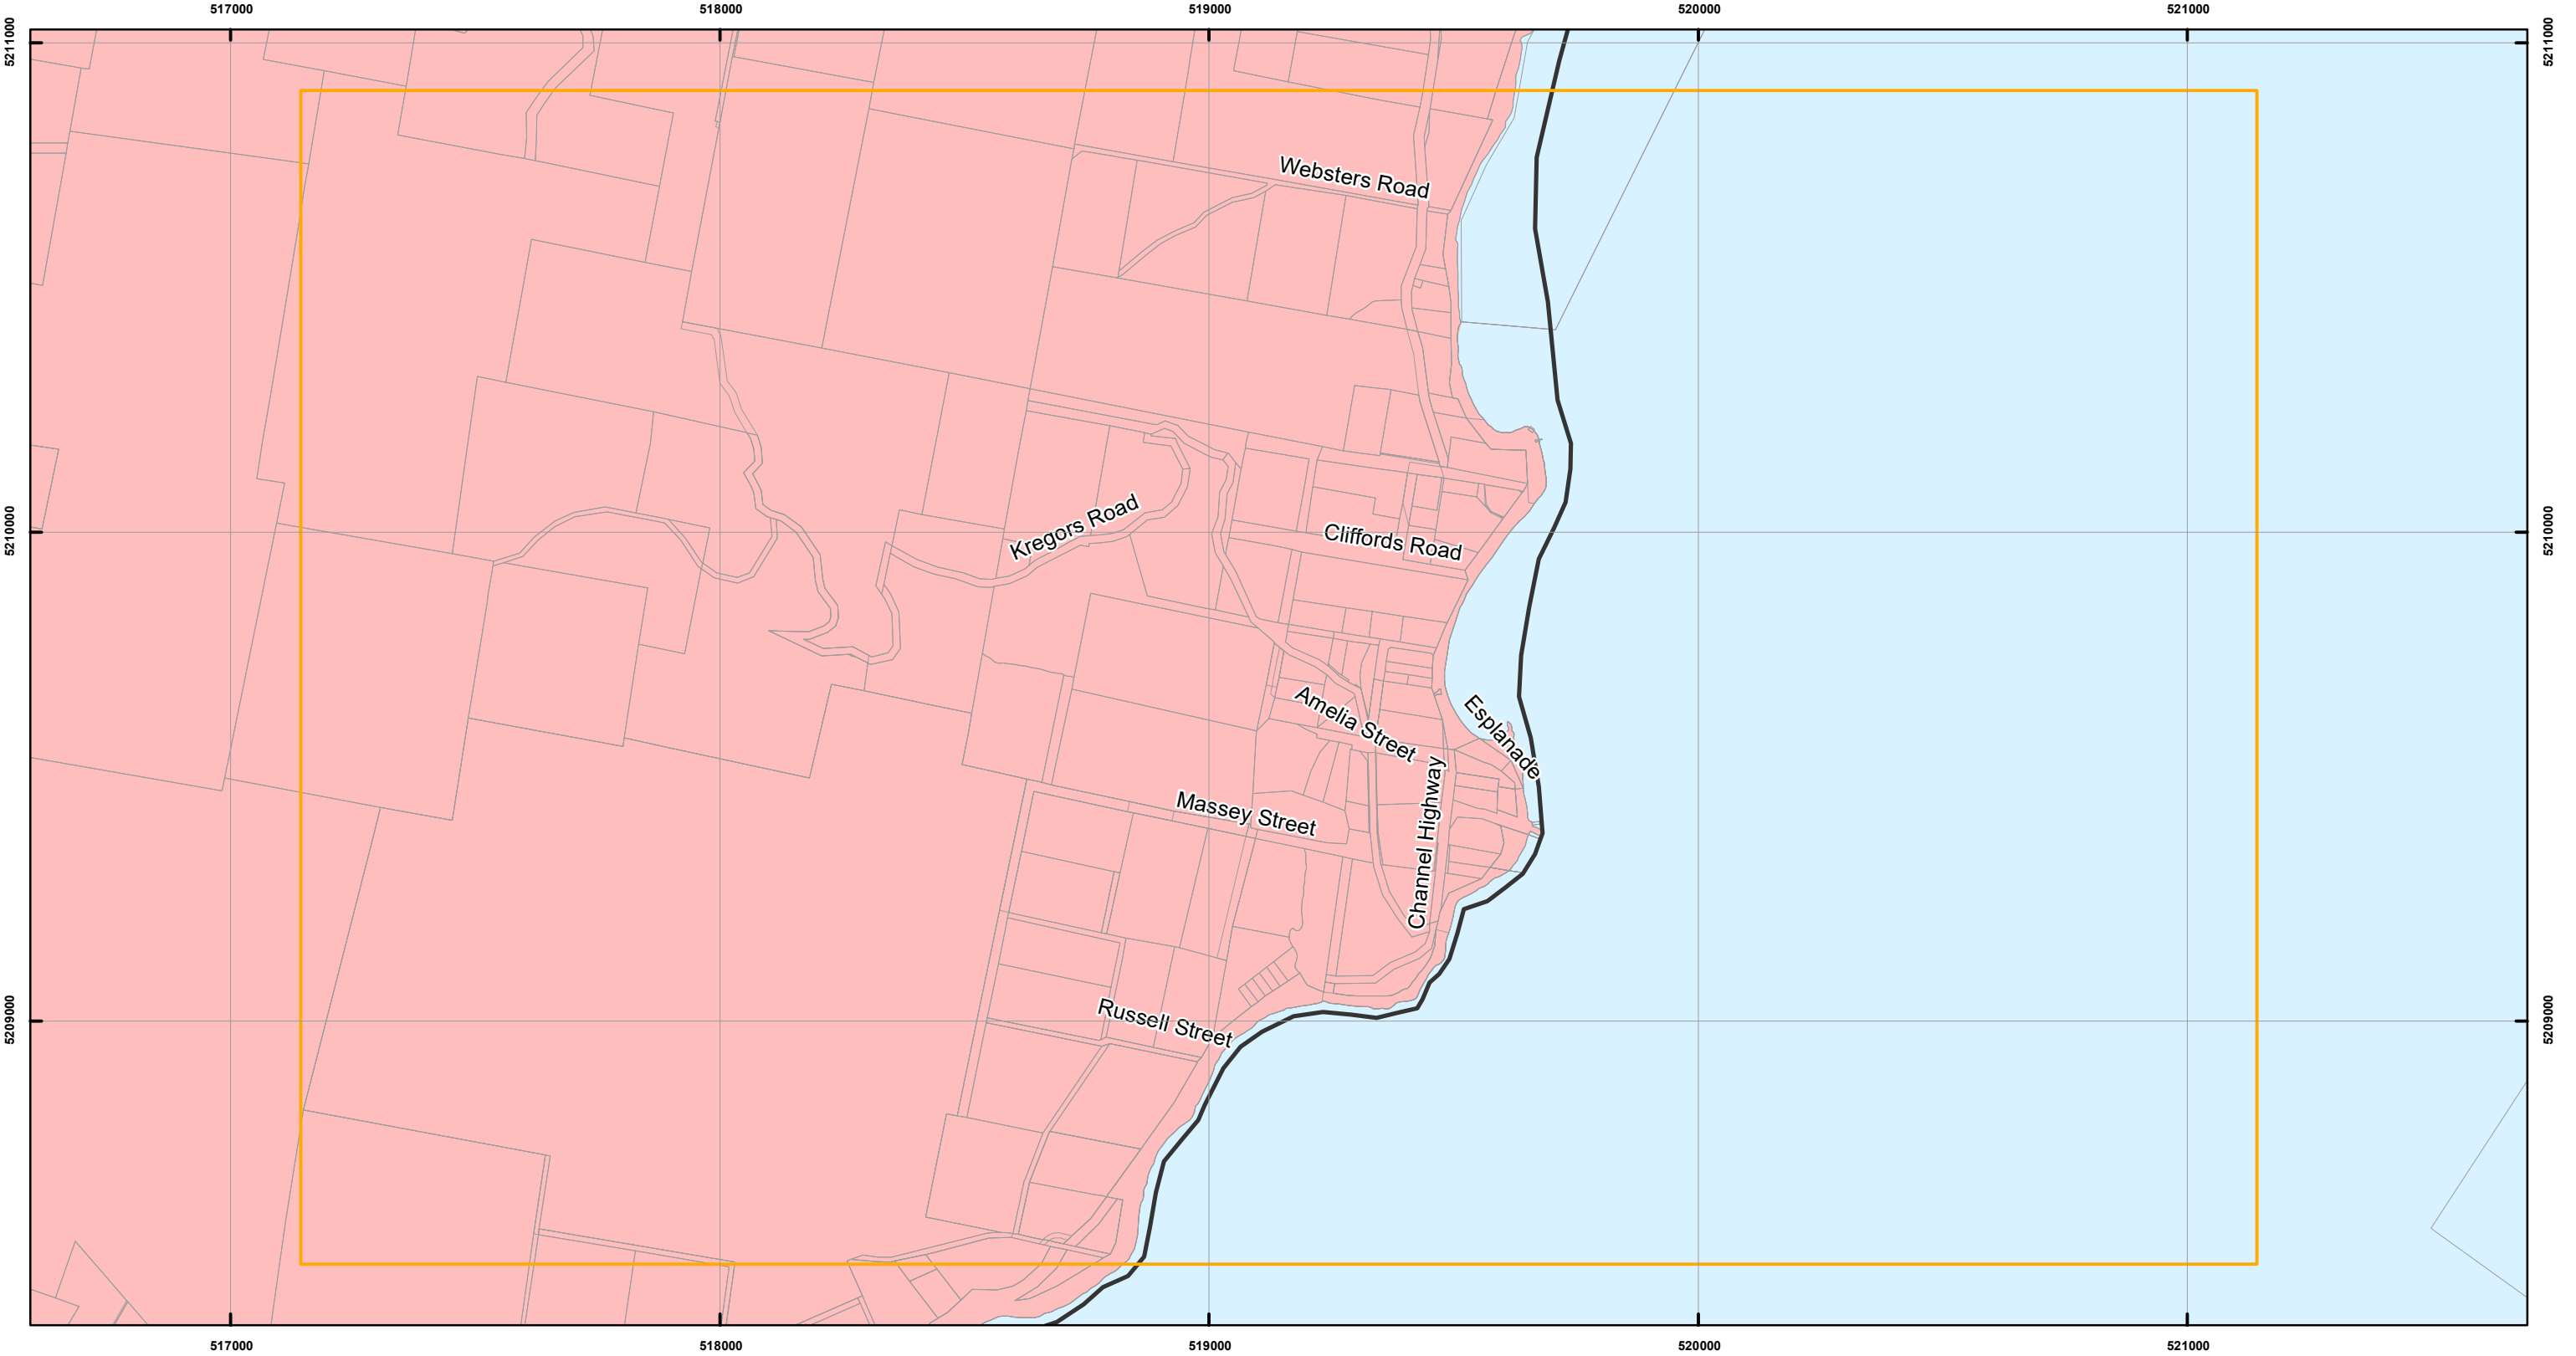 517000
518000
519000
520000
521000
5211000
5211000
Websters Road
5210000
Kregors Road
Cliffords Road
5210000
Amelia Street
Esplanade
Massey Street
Channel Highway
5209000
Russell Street
5209000
517000
518000
519000
520000
521000